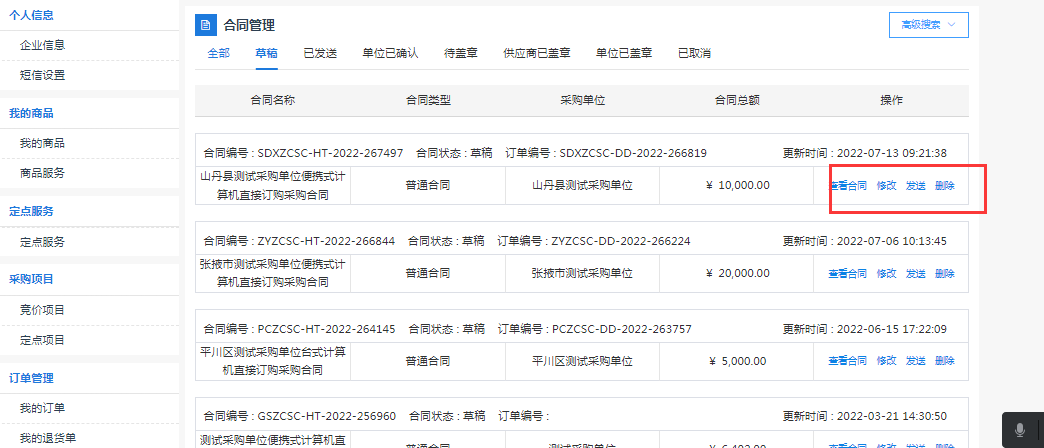 个人信息
企业信息
短信设置
我的商品
我的商品
商品服务
定点服务
定点服务
采购项目
竞价项目
定点项目
订单管理
我的订单
我的退货单
合同管理
高级搜索
全部 草稿 已发送 单位已确认 待盖章 供应商已盖章 单位已盖章 已取消
合同名称 合同类型 采购单位 合同总额 操作
合同编号 : SDXZCSC-HT-2022-267497 合同状态 : 草稿 订单编号 : SDXZCSC-DD-2022-266819 更新时间 : 2022-07-13 09:21:38
山丹县测试采购单位便携式计
算机直接订购采购合同
普通合同 山丹县测试采购单位 ¥ 10,000.00 查看合同 修改 发送 删除
合同编号 : ZYZCSC-HT-2022-266844 合同状态 : 草稿 订单编号 : ZYZCSC-DD-2022-266224 更新时间 : 2022-07-06 10:13:45
张掖市测试采购单位便携式计
算机直接订购采购合同
普通合同 张掖市测试采购单位 ¥ 20,000.00 查看合同 修改 发送 删除
合同编号 : PCZCSC-HT-2022-264145 合同状态 : 草稿 订单编号 : PCZCSC-DD-2022-263757 更新时间 : 2022-06-15 17:22:09
平川区测试采购单位台式计算
机直接订购采购合同
普通合同 平川区测试采购单位 ¥ 5,000.00 查看合同 修改 发送 删除
合同编号 : GSZCSC-HT-2022-256960 合同状态 : 草稿 订单编号 : 更新时间 : 2022-03-21 14:30:50
测试采购单位便携式计算机直